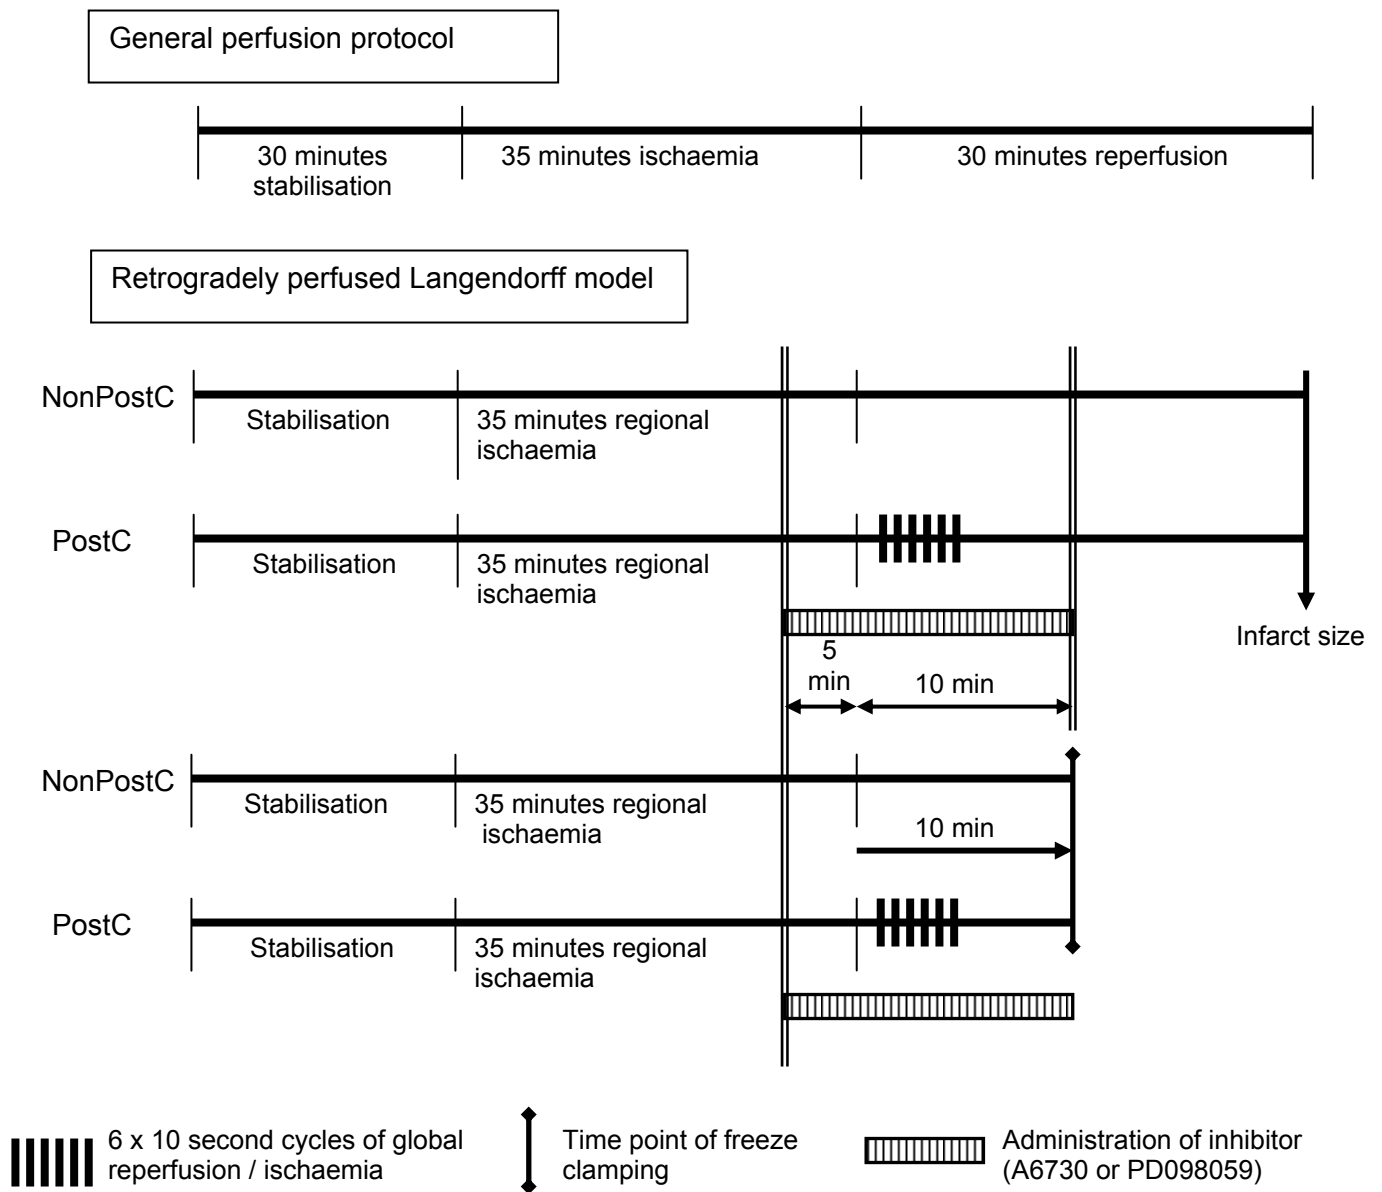 General perfusion protocol
30 minutes
stabilisation
35 minutes ischaemia
30 minutes reperfusion
Retrogradely perfused Langendorff model
NonPostC
Stabilisation
35 minutes regional
ischaemia
PostC
Stabilisation
35 minutes regional
ischaemia
Infarct size
5
min
10 min
NonPostC
Stabilisation
35 minutes regional
ischaemia
10 min
PostC
Stabilisation
35 minutes regional
ischaemia
6 x 10 second cycles of global
reperfusion / ischaemia
Time point of freeze
clamping
Administration of inhibitor
(A6730 or PD098059)